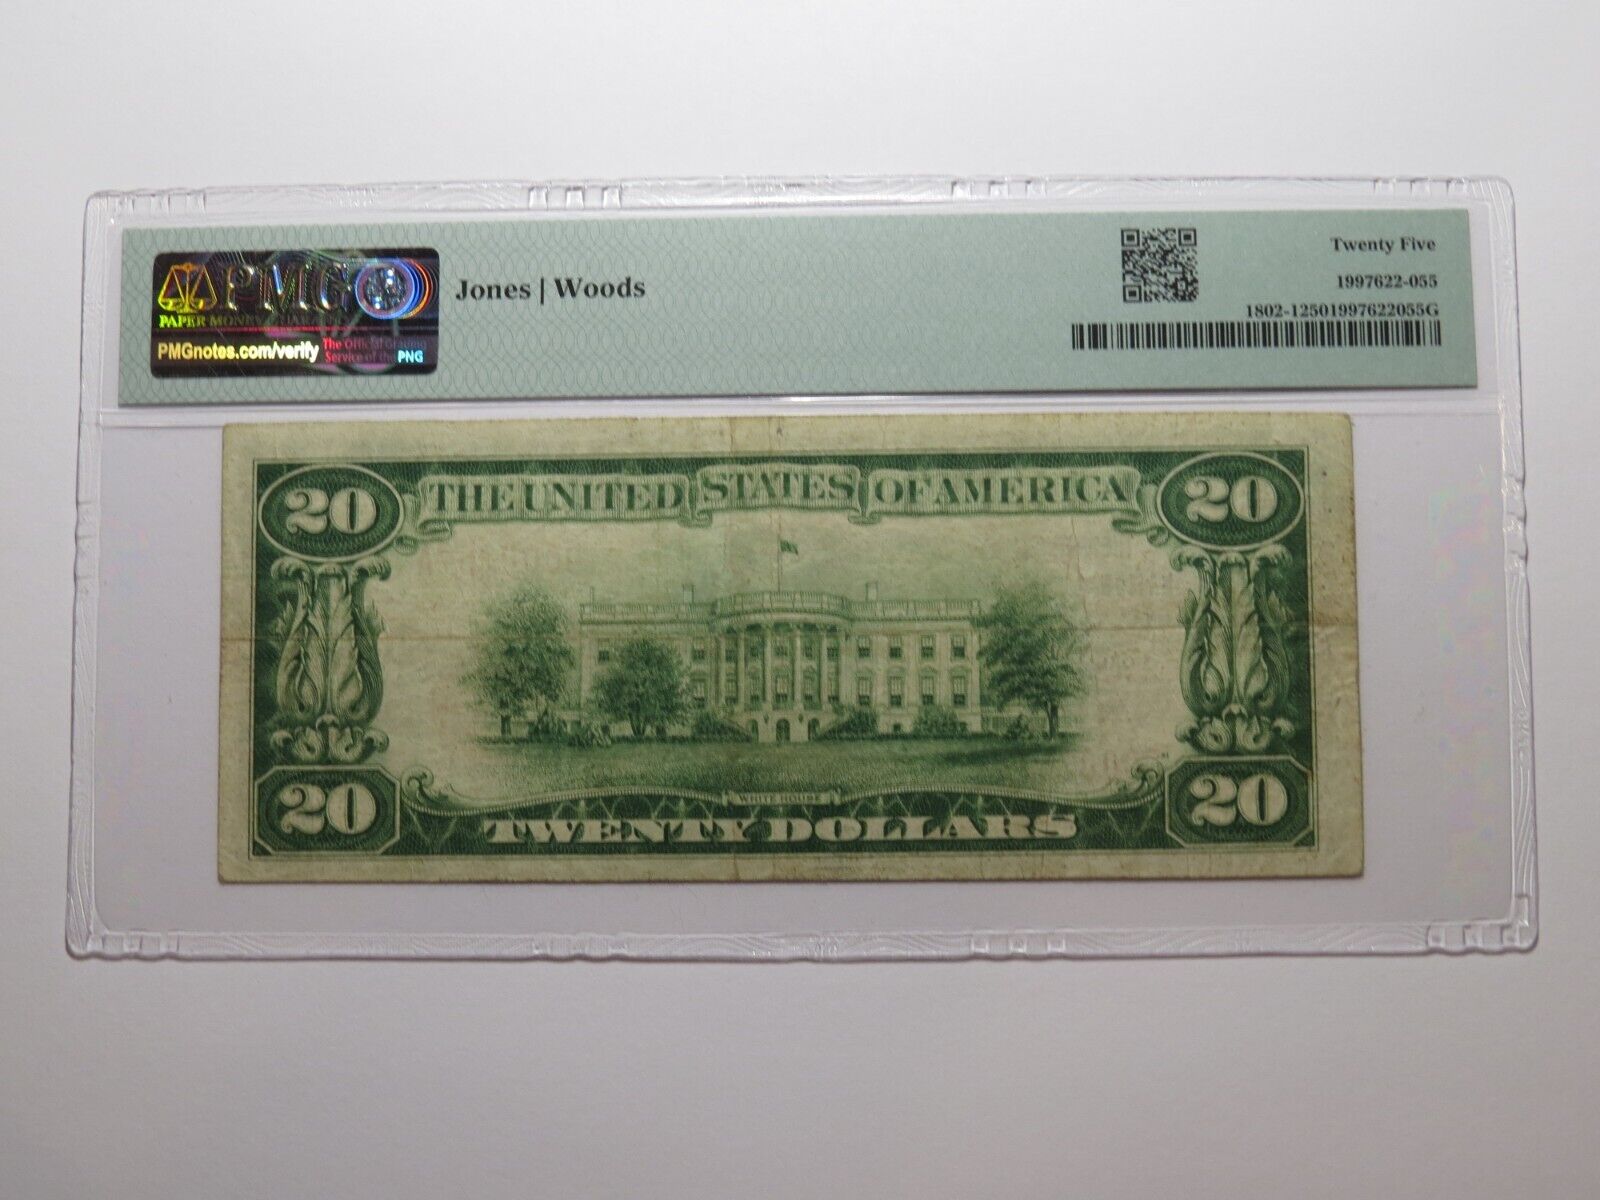 PMG
PAPER MONEY GUARANTY
PMGnotes.com/verify
The Official Grading
Service of the PNG
Jones | Woods
Twenty Five
1997622-055
1802-12501997622055G
20 THE UNITED STATES OF AMERICA 20
WHITE HOUSE
20 TWENTY DOLLARS 20